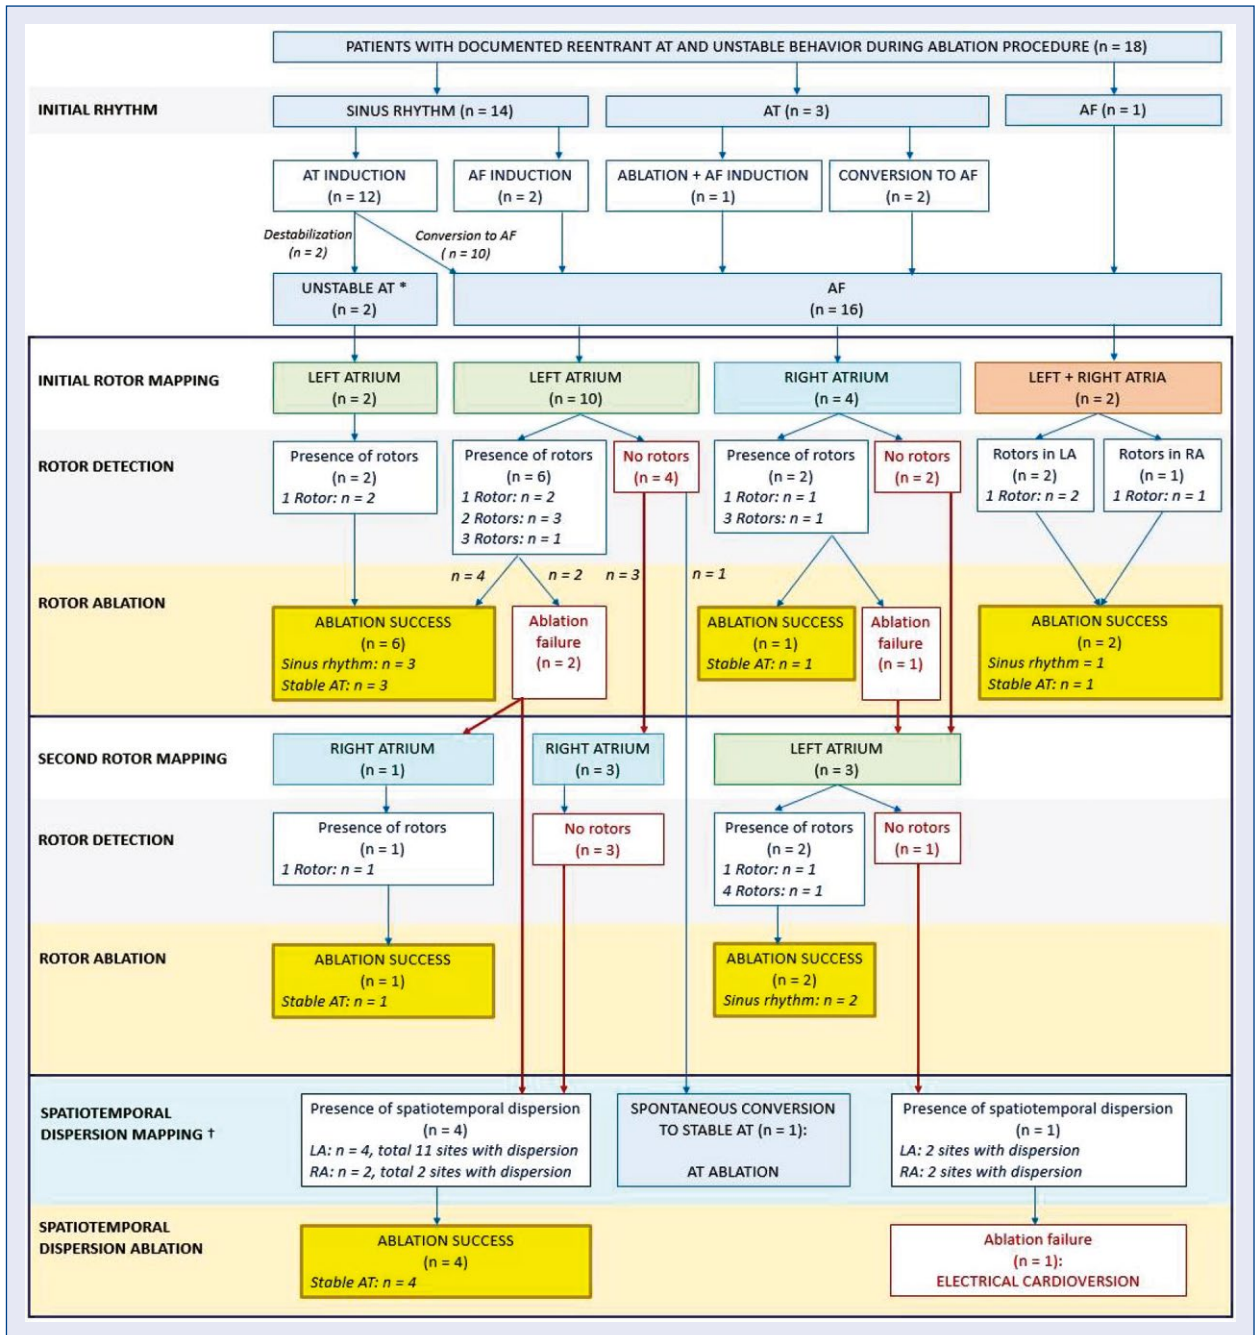 PATIENTS WITH DOCUMENTED REENTRANT AT AND UNSTABLE BEHAVIOR DURING ABLATION PROCEDURE (n = 18)
INITIAL RHYTHM
SINUS RHYTHM (n = 14)
AT (n = 3)
AF (n = 1)
AT INDUCTION
(n = 12)
AF INDUCTION
(n = 2)
ABLATION + AF INDUCTION
(n = 1)
CONVERSION TO AF
(n = 2)
Destabilization
(n = 2)
Conversion to AF
( n = 10)
UNSTABLE AT *
(n = 2)
AF
(n = 16)
INITIAL ROTOR MAPPING
LEFT ATRIUM
(n = 2)
LEFT ATRIUM
(n = 10)
RIGHT ATRIUM
(n = 4)
LEFT + RIGHT ATRIA
(n = 2)
ROTOR DETECTION
Presence of rotors
(n = 2)
1 Rotor: n = 2
Presence of rotors
(n = 6)
1 Rotor: n = 2
2 Rotors: n = 3
3 Rotors: n = 1
No rotors
(n = 4)
Presence of rotors
(n = 2)
1 Rotor: n = 1
3 Rotors: n = 1
No rotors
(n = 2)
Rotors in LA
(n = 2)
1 Rotor: n = 2
Rotors in RA
(n = 1)
1 Rotor: n = 1
n = 4
n = 2
n = 3
n = 1
ROTOR ABLATION
ABLATION SUCCESS
(n = 6)
Sinus rhythm: n = 3
Stable AT: n = 3
Ablation
failure
(n = 2)
ABLATION SUCCESS
(n = 1)
Stable AT: n = 1
Ablation
failure
(n = 1)
ABLATION SUCCESS
(n = 2)
Sinus rhythm = 1
Stable AT: n = 1
SECOND ROTOR MAPPING
RIGHT ATRIUM
(n = 1)
RIGHT ATRIUM
(n = 3)
LEFT ATRIUM
(n = 3)
ROTOR DETECTION
Presence of rotors
(n = 1)
1 Rotor: n = 1
No rotors
(n = 3)
Presence of rotors
(n = 2)
1 Rotor: n = 1
4 Rotors: n = 1
No rotors
(n = 1)
ROTOR ABLATION
ABLATION SUCCESS
(n = 1)
Stable AT: n = 1
ABLATION SUCCESS
(n = 2)
Sinus rhythm: n = 2
SPATIOTEMPORAL
DISPERSION MAPPING †
Presence of spatiotemporal dispersion
(n = 4)
LA: n = 4, total 11 sites with dispersion
RA: n = 2, total 2 sites with dispersion
SPONTANEOUS CONVERSION
TO STABLE AT (n = 1):
AT ABLATION
Presence of spatiotemporal dispersion
(n = 1)
LA: 2 sites with dispersion
RA: 2 sites with dispersion
SPATIOTEMPORAL
DISPERSION ABLATION
ABLATION SUCCESS
(n = 4)
Stable AT: n = 4
Ablation failure
(n = 1):
ELECTRICAL CARDIOVERSION